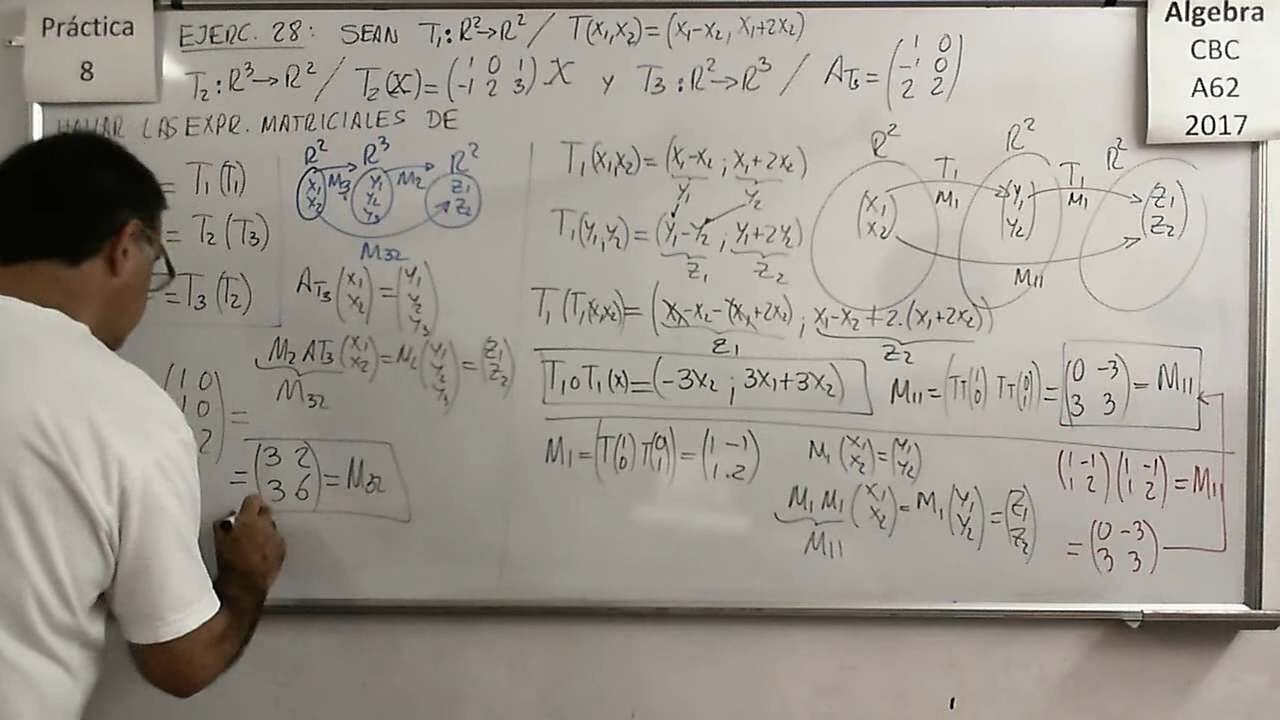 Práctica
8
Algebra
CBC
A62
2017
EJERC. 28: SEAN T₁: R²→R² / T(x₁,x₂)=(x₁-x₂, x₁+2x₂)
T₂: R³→R² / T₂(X)=(1 0 1; -1 2 3) X Y T₃: R²→R³ / A_T₃=(1 0; -1 0; 2 2)
LAS EXPR. MATRICIALES DE
= T₁(T₁)
= T₂(T₃)
= T₃(T₂)
R² R³ R²
M₃ M₂
x₁ x₂
y₁ y₂ y₃
z₁ z₂
M₃₂
A_T₃(x₁; x₂)=(y₁; y₂; y₃)
M₂ A_T₃(x₁; x₂)=M₂(y₁; y₂; y₃)=(z₁; z₂)
M₃₂
=(3 2; 3 6)=M₃₂
T₁(x₁x₂)=(x₁-x₂; x₁+2x₂)
y₁ y₂
T₁(y₁,y₂)=(y₁-y₂; y₁+2y₂)
z₁ z₂
T₁(T₁(x₁x₂))=(x₁-x₂-(x₁+2x₂); x₁-x₂+2.(x₁+2x₂))
z₁ z₂
T₁oT₁(x)=(-3x₂; 3x₁+3x₂)
M₁₁=(TT(1; 0) TT(0; 1))=(0 -3; 3 3)=M₁₁
R² R² R²
T₁ T₁
M₁ M₁
(x₁; x₂) (y₁; y₂) (z₁; z₂)
M₁₁
M₁=(T(1; 0) T(0; 1))=(1 -1; 1 2)
M₁(x₁; x₂)=(y₁; y₂)
M₁ M₁(x₁; x₂)=M₁(y₁; y₂)=(z₁; z₂)
M₁₁
(1 -1; 1 2)(1 -1; 1 2)=M₁₁
=(0 -3; 3 3)